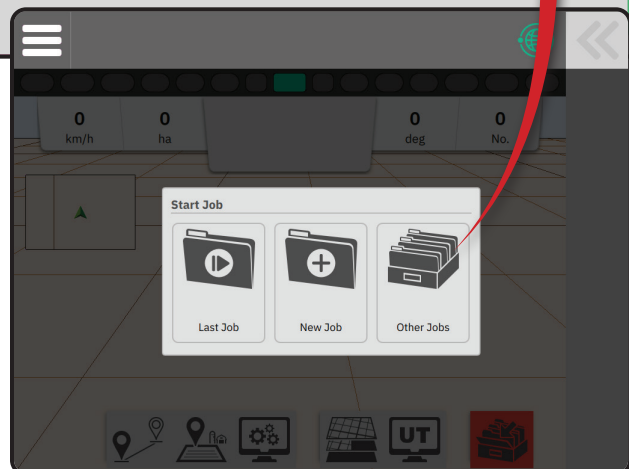 0 0 0 0
km/h ha deg No.
Start Job
Last Job New Job Other Jobs
UT